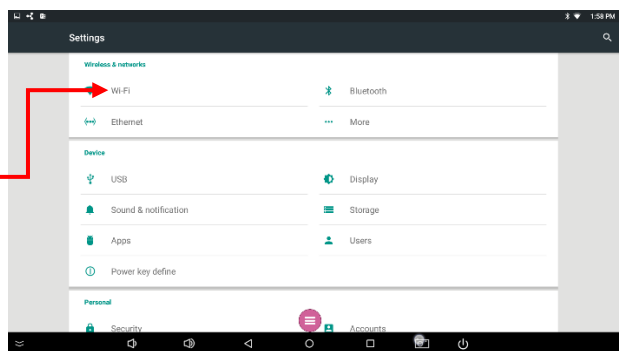 1:58 PM
Settings
Wireless & networks
Wi-Fi
Bluetooth
Ethernet
More
Device
USB
Display
Sound & notification
Storage
Apps
Users
Power key define
Personal
Security
Accounts